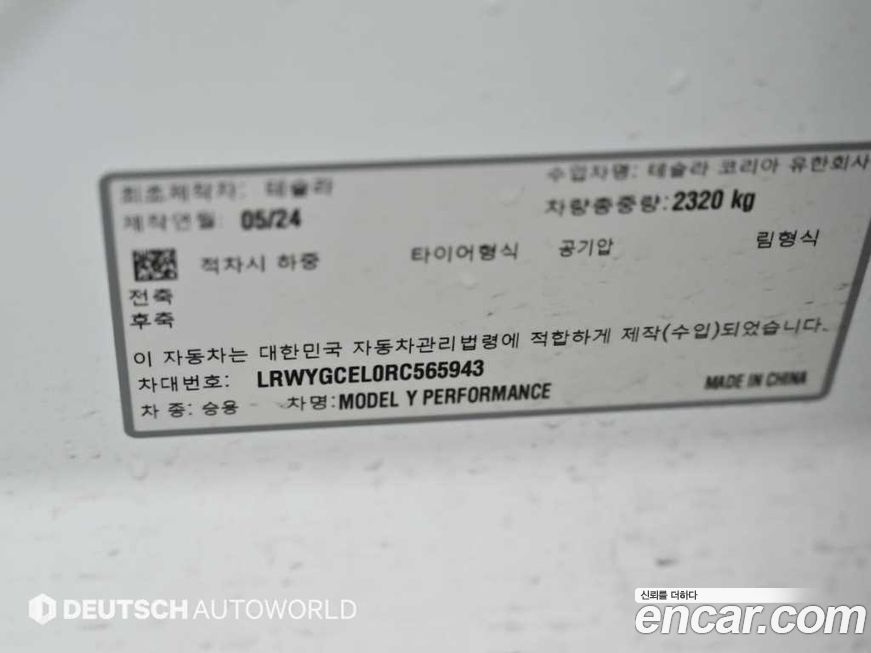 최초제작자: 테슬라
수입자명: 테슬라 코리아 유한회사
제작연월: 05/24
차량총중량: 2320 kg
적차시 하중 타이어형식 공기압 림형식
전축
후축
이 자동차는 대한민국 자동차관리법령에 적합하게 제작(수입)되었습니다.
차대번호: LRWYGCEL0RC565943
차 종: 승용 차명: MODEL Y PERFORMANCE
MADE IN CHINA
DEUTSCH AUTOWORLD
신뢰를 더하다
encar.com